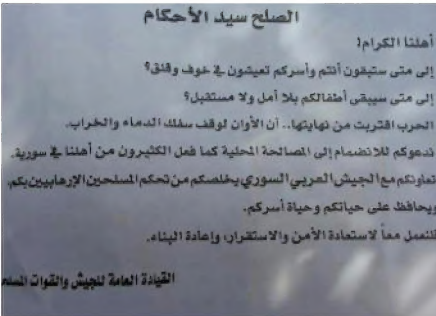 الصلح سيد الأحكام
أهلنا الكرام!
إلى متى ستبقون أنتم وأسركم تعيشون في خوف وقلق؟
إلى متى سيبقى أطفالكم بلا أمل ولا مستقبل؟
الحرب اقتربت من نهايتها.. آن الأوان لوقف سفك الدماء والخراب.
ندعوكم للانضمام إلى المصالحة المحلية كما فعل الكثيرون من أهلنا في سورية.
تعاونكم مع الجيش العربي السوري يخلصكم من تحكم المسلحين الإرهابيين بكم،
ويحافظ على حياتكم وحياة أسركم.
لنعمل معاً لاستعادة الأمن والاستقرار، وإعادة البناء.
القيادة العامة للجيش والقوات المسلح